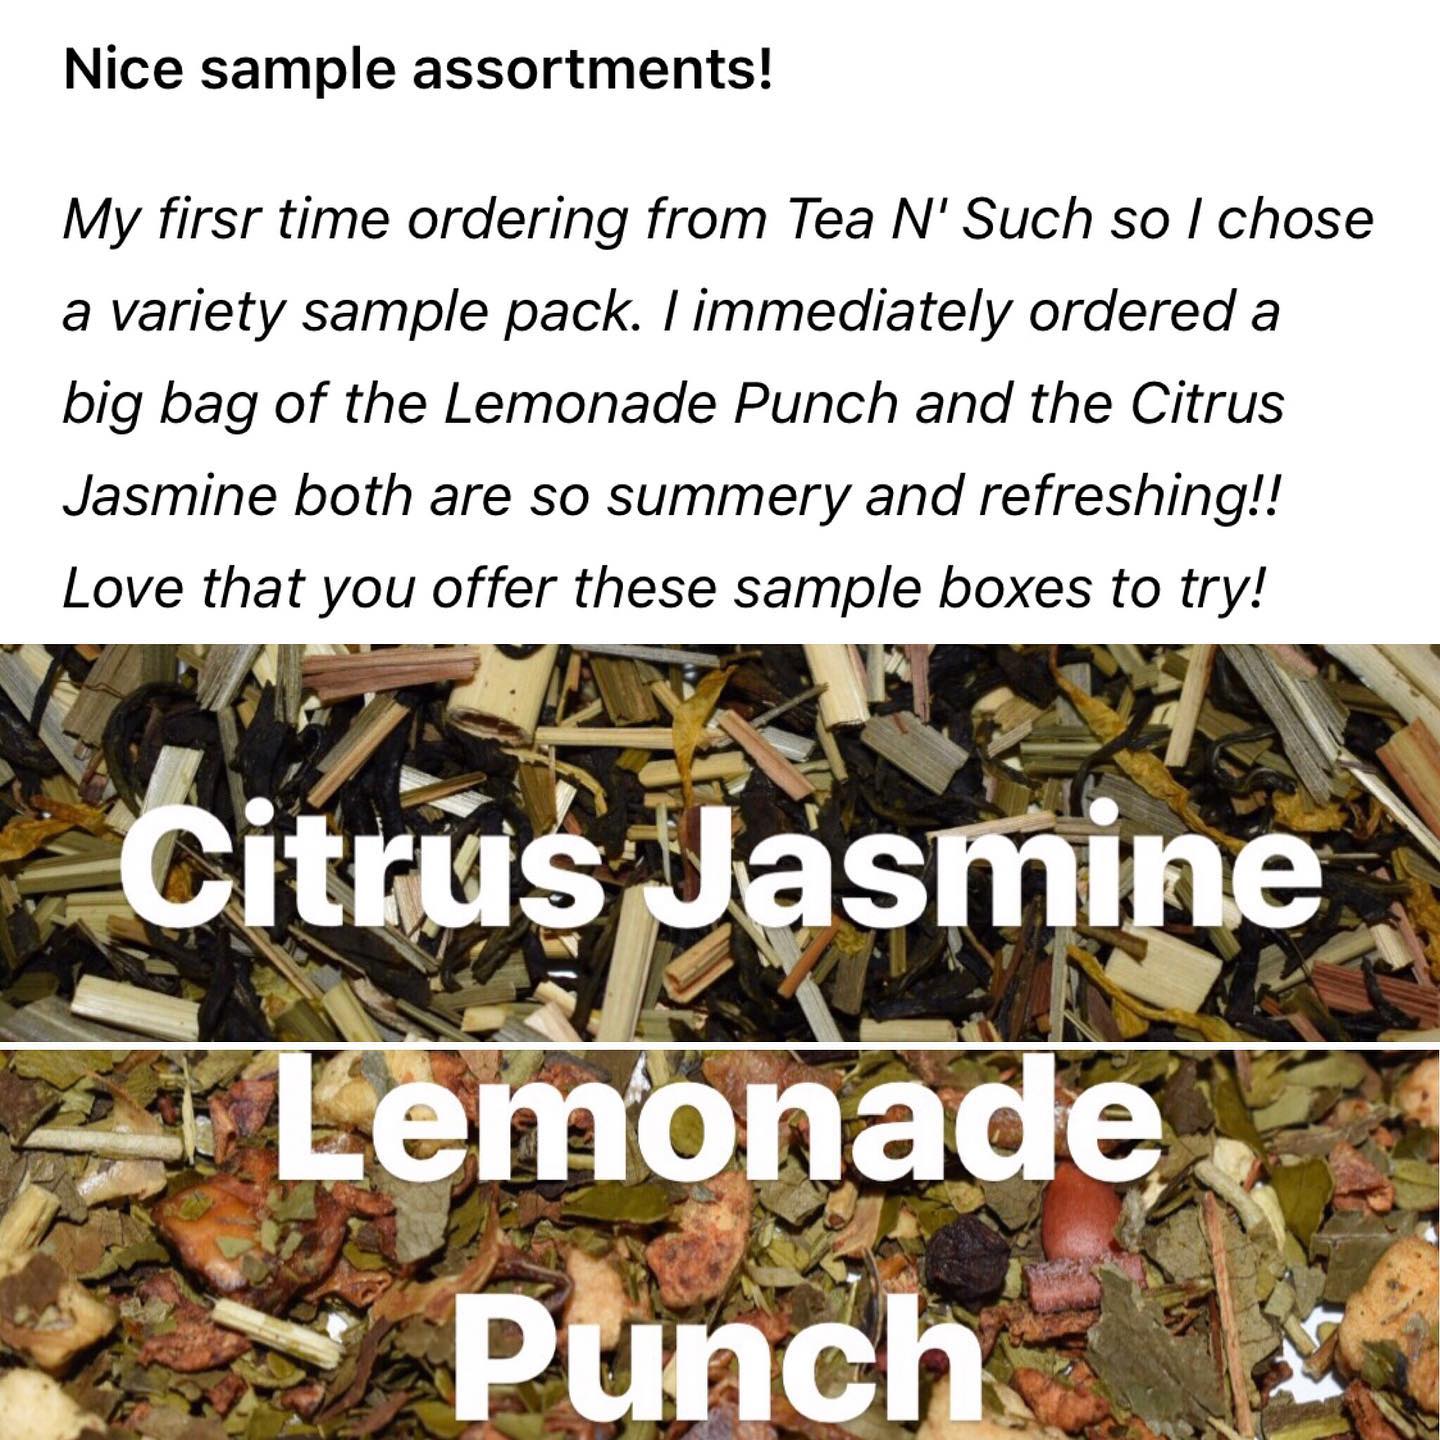 Nice sample assortments!
My firsr time ordering from Tea N' Such so I chose
a variety sample pack. I immediately ordered a
big bag of the Lemonade Punch and the Citrus
Jasmine both are so summery and refreshing!!
Love that you offer these sample boxes to try!
Citrus Jasmine
Lemonade
Punch